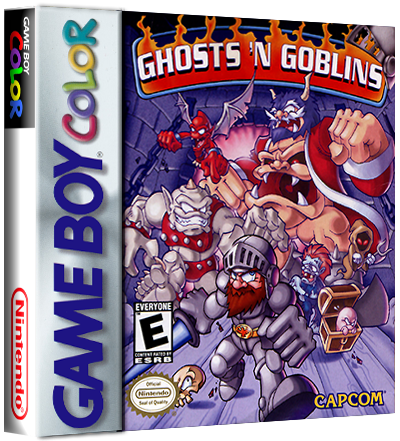 GAME BOY
COLOR
Nintendo
GAME BOY COLOR
GHOSTS 'N GOBLINS
EVERYONE
E
CONTENT RATED BY
ESRB
Official
Nintendo
Seal of Quality
CAPCOM